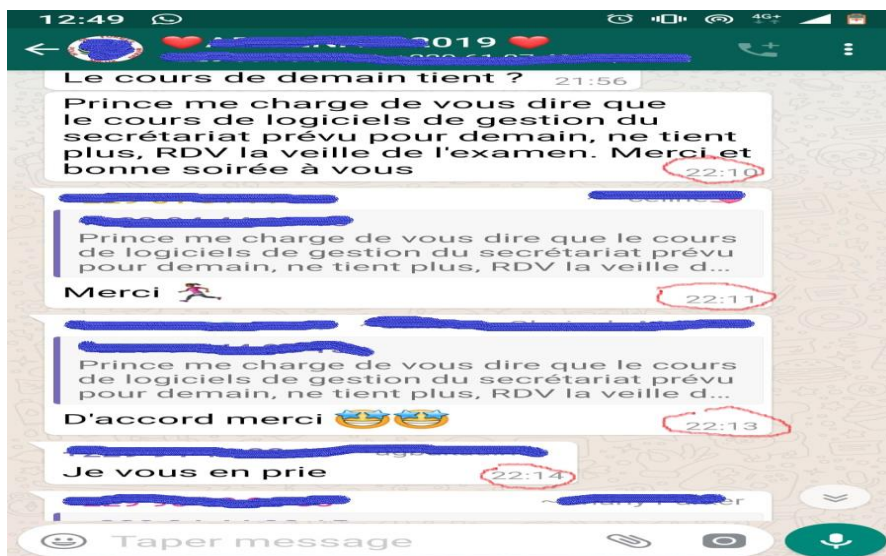 12:49 4G+
2019
Le cours de demain tient ? 21:56
Prince me charge de vous dire que
le cours de logiciels de gestion du
secrétariat prévu pour demain, ne tient
plus, RDV la veille de l'examen. Merci et
bonne soirée à vous 22:10
Prince me charge de vous dire que le cours
de logiciels de gestion du secrétariat prévu
pour demain, ne tient plus, RDV la veille d...
Merci 🏃🏾‍♀️ 22:11
Prince me charge de vous dire que le cours
de logiciels de gestion du secrétariat prévu
pour demain, ne tient plus, RDV la veille d...
D'accord merci 🤩🤩 22:13
Je vous en prie 22:14
Taper message